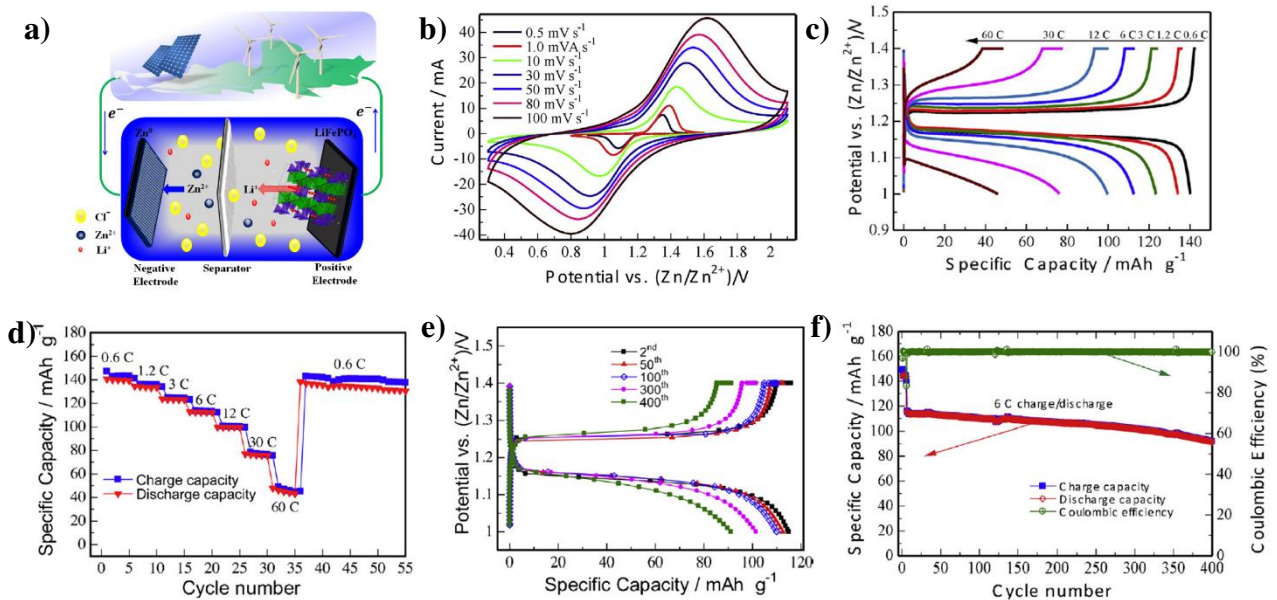 a)
e⁻
e⁻
Zn⁰
LiFePO₄
Zn²⁺
Li⁺
Cl⁻
Zn²⁺
Li⁺
Negative
Electrode
Separator
Positive
Electrode
b)
Current / mA
40
30
20
10
0
-10
-20
-30
-40
0.5 mV s⁻¹
1.0 mVA s⁻¹
10 mV s⁻¹
30 mV s⁻¹
50 mV s⁻¹
80 mV s⁻¹
100 mV s⁻¹
0.4 0.8 1.2 1.6 2.0
Potential vs. (Zn/Zn²⁺)/V
c)
Potential vs. (Zn/Zn²⁺)/V
1.5
1.4
1.3
1.2
1.1
1.0
0.9
60 C 30 C 12 C 6 C 3 C 1.2 C 0.6 C
0 20 40 60 80 100 120 140
Specific Capacity / mAh g⁻¹
d)
Specific Capacity / mAh g⁻¹
180
160
140
120
100
80
60
40
20
0
0.6 C
1.2 C
3 C
6 C
12 C
30 C
60 C
0.6 C
Charge capacity
Discharge capacity
0 5 10 15 20 25 30 35 40 45 50 55
Cycle number
e)
Potential vs. (Zn/Zn²⁺)/V
1.5
1.4
1.3
1.2
1.1
1.0
2ⁿᵈ
50ᵗʰ
100ᵗʰ
300ᵗʰ
400ᵗʰ
0 20 40 60 80 100 120
Specific Capacity / mAh g⁻¹
f)
Specific Capacity / mAh g⁻¹
180
160
140
120
100
80
60
40
20
0
6 C charge/discharge
Charge capacity
Discharge capacity
Coulombic efficiency
0 50 100 150 200 250 300 350 400
Cycle number
100
80
60
40
20
0
Coulombic Efficiency (%)